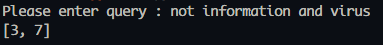 Please enter query : not information and virus
[3, 7]